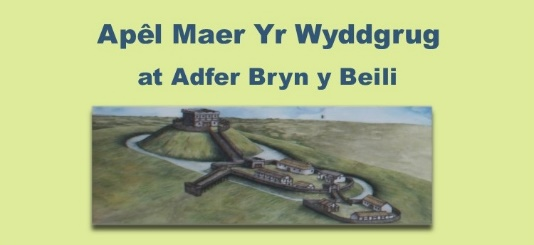 Apêl Maer Yr Wyddgrug
at Adfer Bryn y Beili